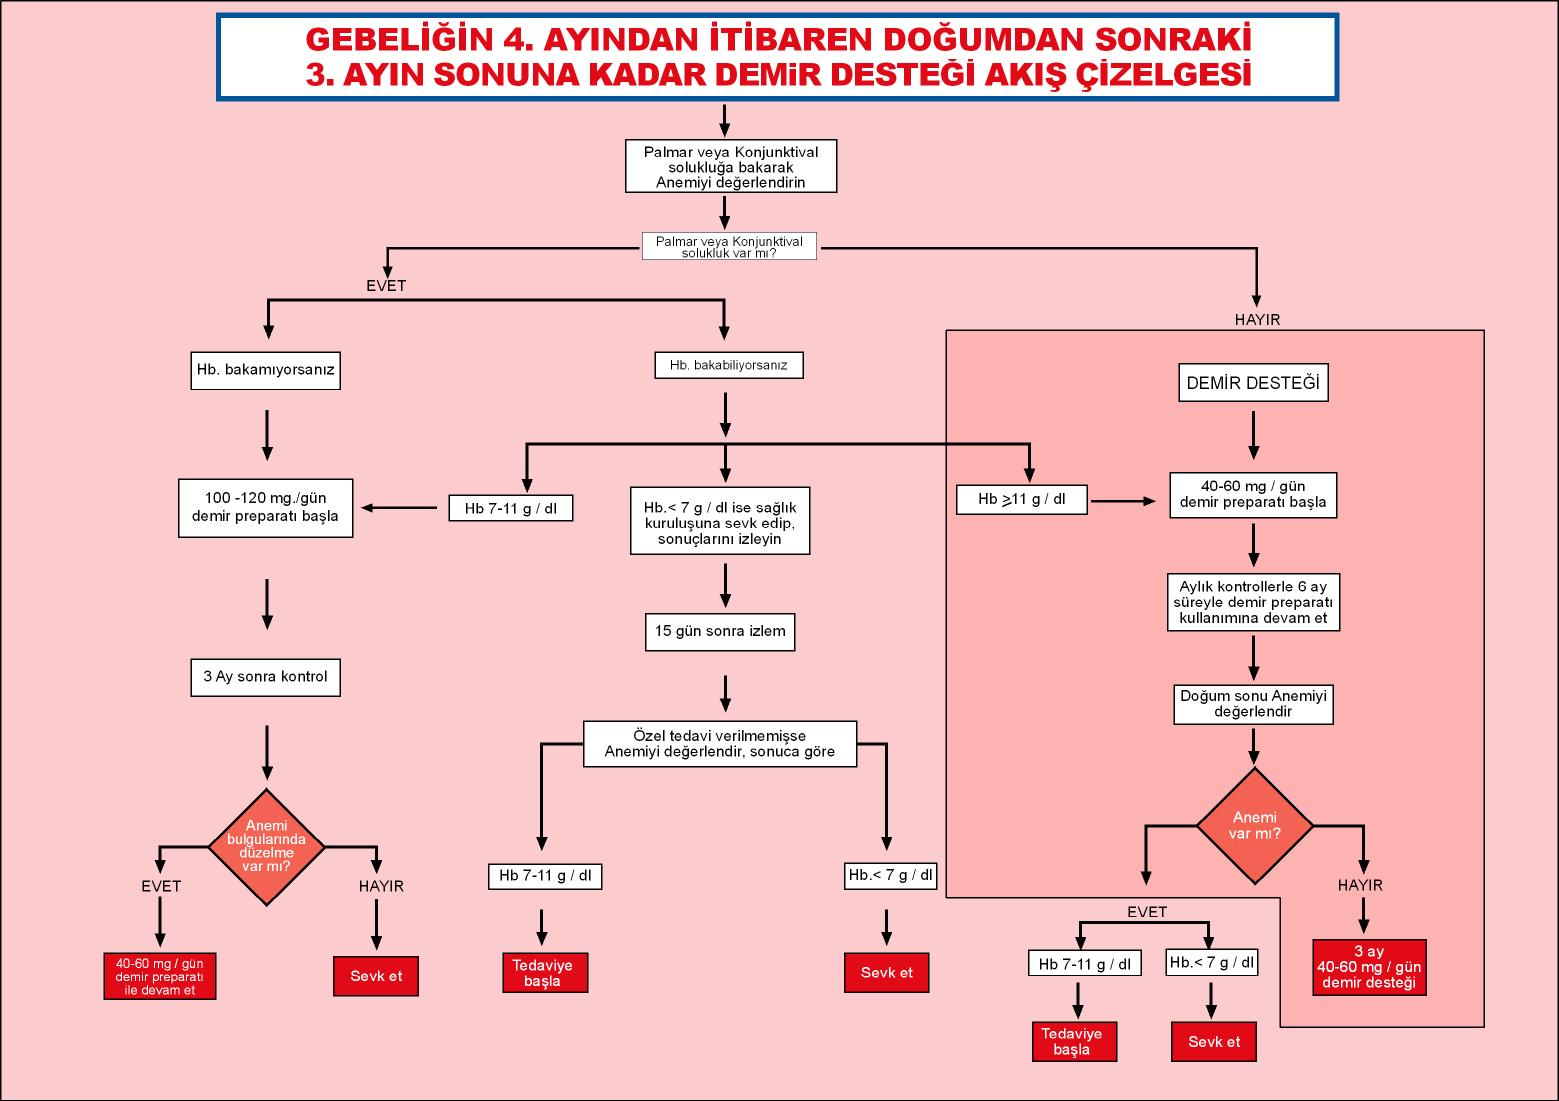 GEBELİĞİN 4. AYINDAN İTİBAREN DOĞUMDAN SONRAKİ
3. AYIN SONUNA KADAR DEMiR DESTEĞİ AKIŞ ÇİZELGESİ
Palmar veya Konjunktival
solukluğa bakarak
Anemiyi değerlendirin
Palmar veya Konjunktival
solukluk var mı?
EVET
HAYIR
Hb. bakamıyorsanız
Hb. bakabiliyorsanız
DEMİR DESTEĞİ
100 -120 mg./gün
demir preparatı başla
Hb 7-11 g / dl
Hb.< 7 g / dl ise sağlık
kuruluşuna sevk edip,
sonuçlarını izleyin
Hb ≥11 g / dl
40-60 mg / gün
demir preparatı başla
Aylık kontrollerle 6 ay
süreyle demir preparatı
kullanımına devam et
15 gün sonra izlem
3 Ay sonra kontrol
Doğum sonu Anemiyi
değerlendir
Özel tedavi verilmemişse
Anemiyi değerlendir, sonuca göre
Anemi
bulgularında
düzelme
var mı?
Anemi
var mı?
EVET
HAYIR
Hb 7-11 g / dl
Hb.< 7 g / dl
HAYIR
EVET
40-60 mg / gün
demir preparatı
ile devam et
Sevk et
Tedaviye
başla
Sevk et
Hb 7-11 g / dl
Hb.< 7 g / dl
3 ay
40-60 mg / gün
demir desteği
Tedaviye
başla
Sevk et